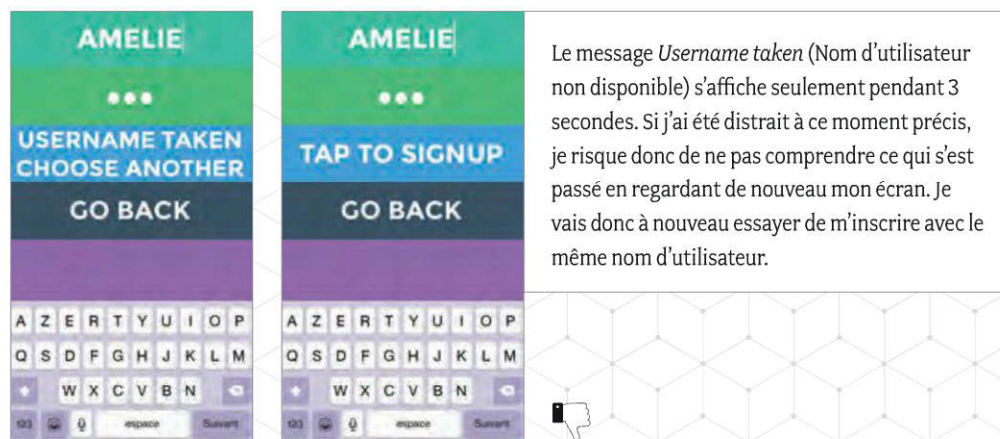 AMELIE
•••
USERNAME TAKEN
CHOOSE ANOTHER
GO BACK
A Z E R T Y U I O P
Q S D F G H J K L M
W X C V B N
123 espace Suivant
AMELIE
•••
TAP TO SIGNUP
GO BACK
A Z E R T Y U I O P
Q S D F G H J K L M
W X C V B N
123 espace Suivant
Le message Username taken (Nom d’utilisateur
non disponible) s’affiche seulement pendant 3
secondes. Si j’ai été distrait à ce moment précis,
je risque donc de ne pas comprendre ce qui s’est
passé en regardant de nouveau mon écran. Je
vais donc à nouveau essayer de m’inscrire avec le
même nom d’utilisateur.